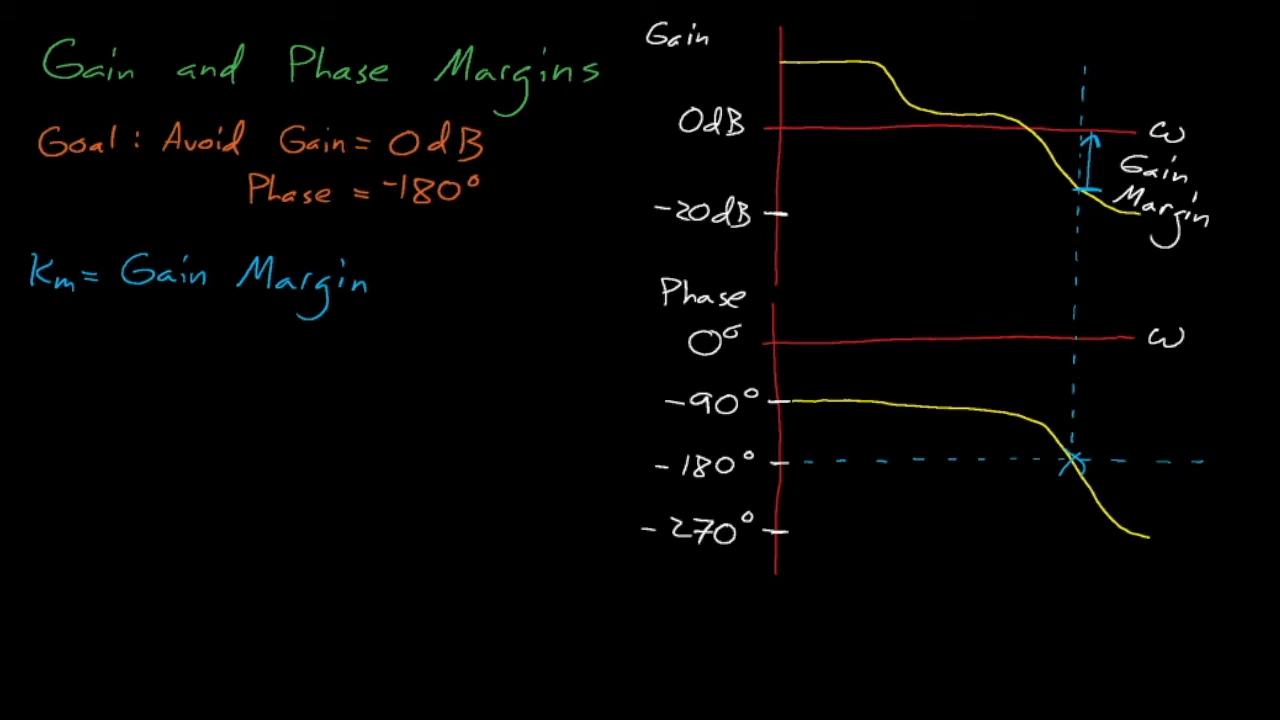 Gain and Phase Margins
Goal: Avoid Gain = 0dB
Phase = -180°
Km = Gain Margin
Gain
0dB
ω
Gain
Margin
-20dB
Phase
0°
ω
-90°
-180°
-270°